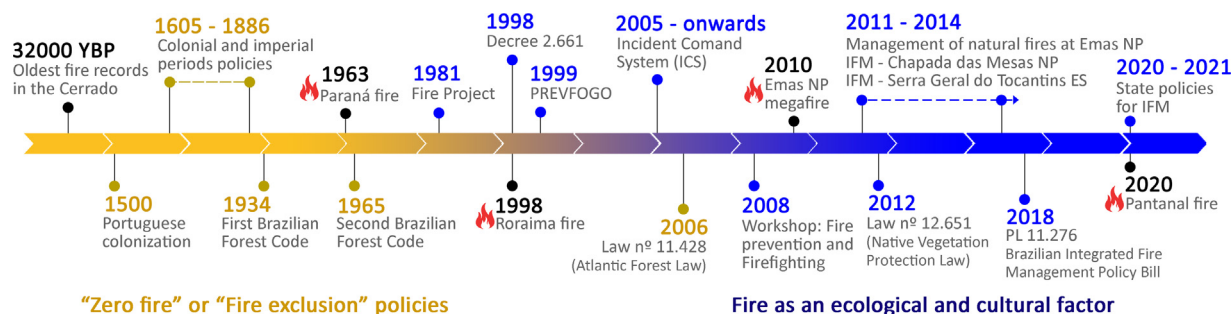 32000 YBP
Oldest fire records
in the Cerrado
1605 - 1886
Colonial and imperial
periods policies
1963
Paraná fire
1981
Fire Project
1998
Decree 2.661
1999
PREVFOGO
2005 - onwards
Incident Comand
System (ICS)
2010
Emas NP
megafire
2011 - 2014
Management of natural fires at Emas NP
IFM - Chapada das Mesas NP
IFM - Serra Geral do Tocantins ES
2020 - 2021
State policies
for IFM
1500
Portuguese
colonization
1934
First Brazilian
Forest Code
1965
Second Brazilian
Forest Code
1998
Roraima fire
2006
Law nº 11.428
(Atlantic Forest Law)
2008
Workshop: Fire
prevention and
Firefighting
2012
Law nº 12.651
(Native Vegetation
Protection Law)
2018
PL 11.276
Brazilian Integrated Fire
Management Policy Bill
2020
Pantanal fire
“Zero fire” or “Fire exclusion” policies
Fire as an ecological and cultural factor